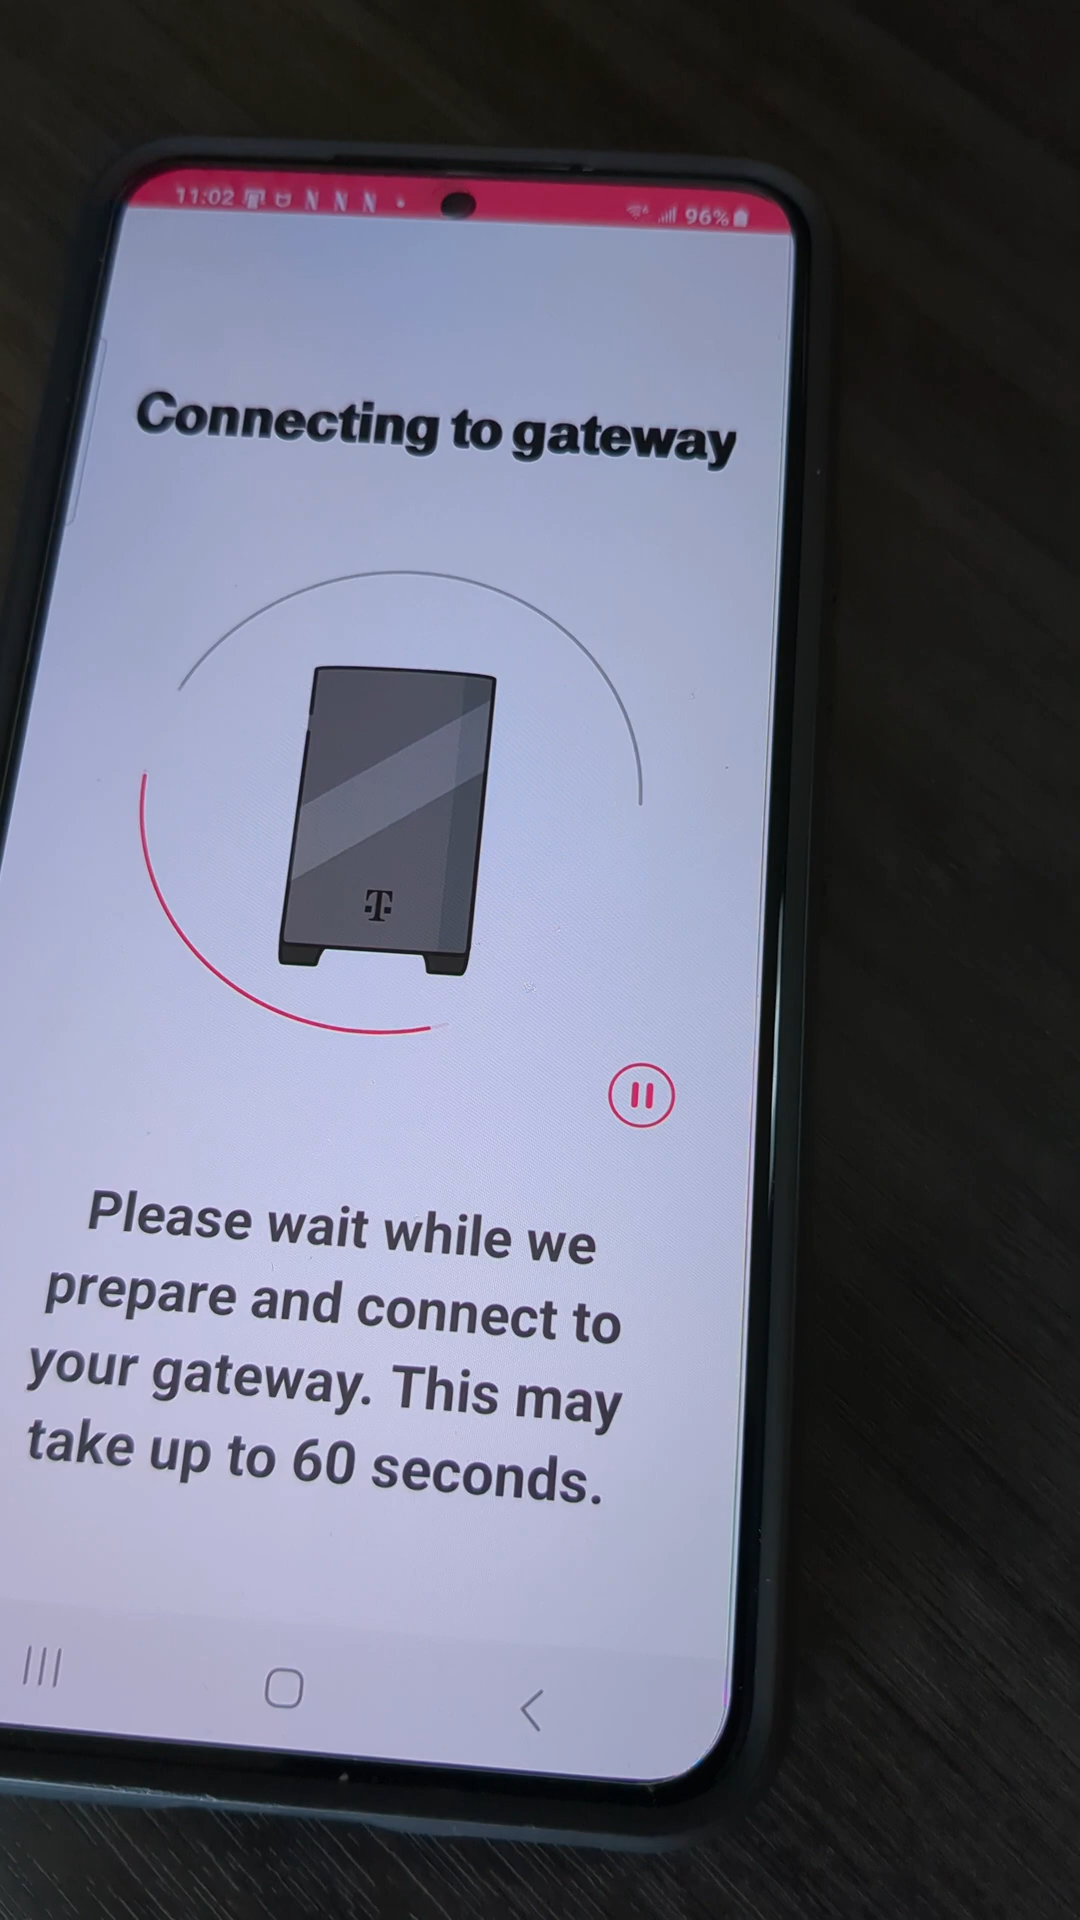 11:02 N N N 96%
Connecting to gateway
T
Please wait while we
prepare and connect to
your gateway. This may
take up to 60 seconds.